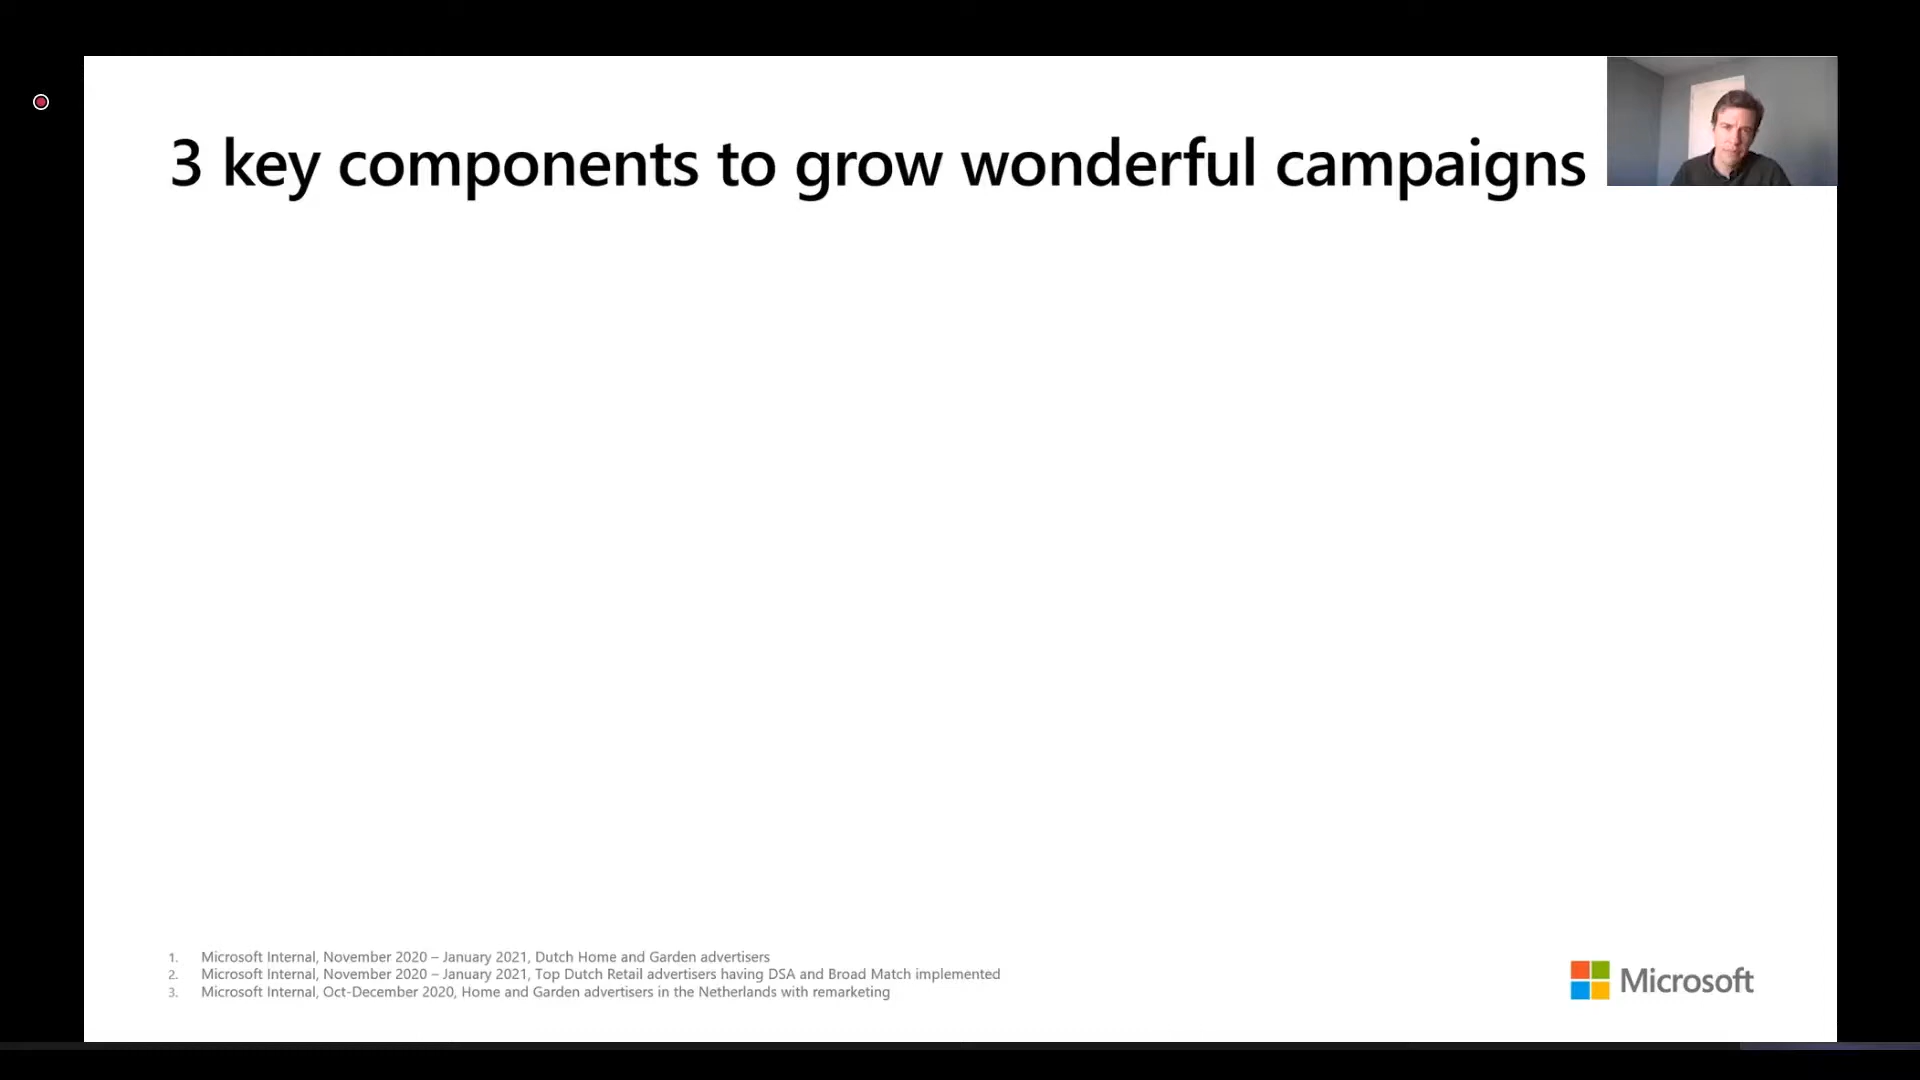 3 key components to grow wonderful campaigns
1. Microsoft Internal, November 2020 – January 2021, Dutch Home and Garden advertisers
2. Microsoft Internal, November 2020 – January 2021, Top Dutch Retail advertisers having DSA and Broad Match implemented
3. Microsoft Internal, Oct-December 2020, Home and Garden advertisers in the Netherlands with remarketing
Microsoft